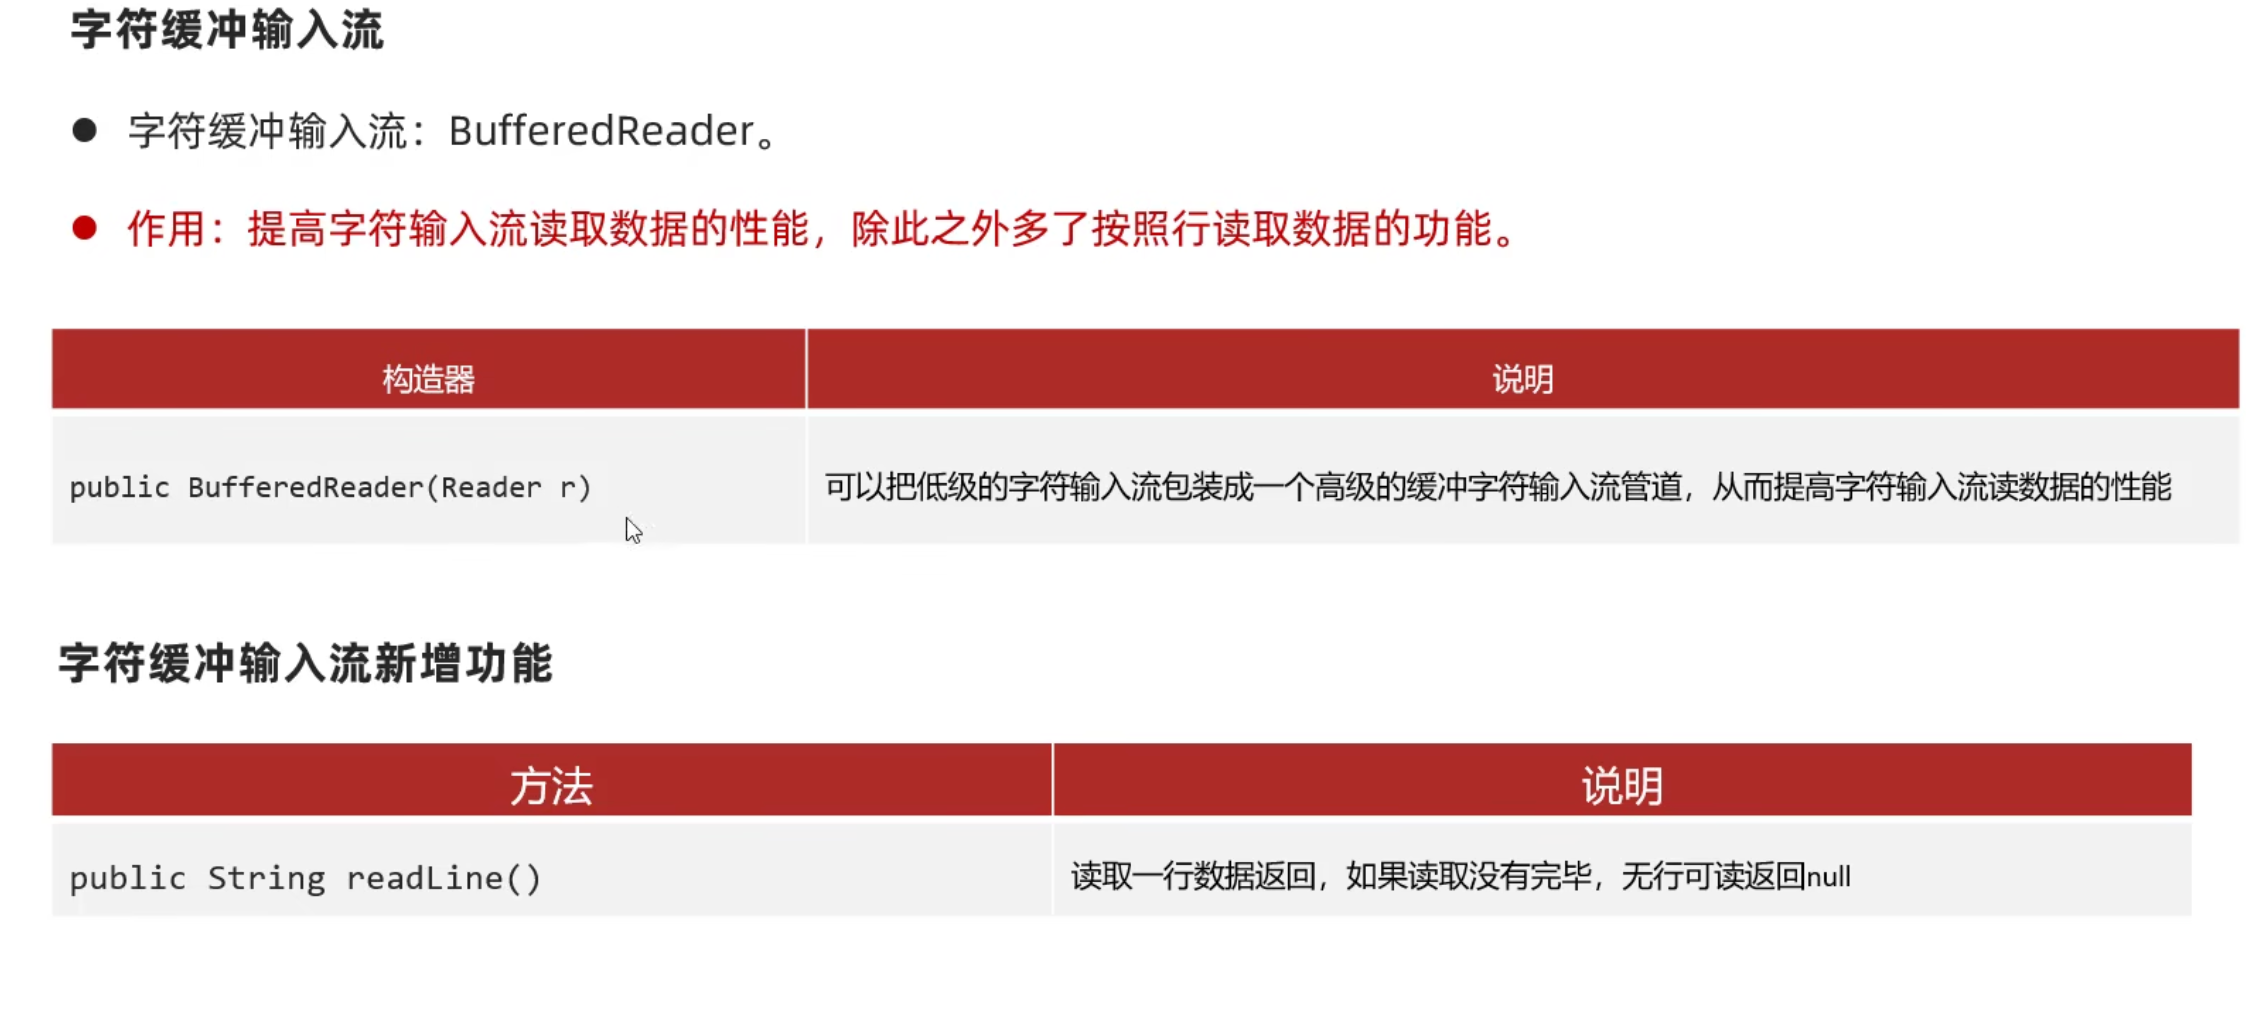 字符缓冲输入流
● 字符缓冲输入流：BufferedReader。
● 作用：提高字符输入流读取数据的性能，除此之外多了按照行读取数据的功能。
构造器 说明
public BufferedReader(Reader r) 可以把低级的字符输入流包装成一个高级的缓冲字符输入流管道，从而提高字符输入流读数据的性能
字符缓冲输入流新增功能
方法 说明
public String readLine() 读取一行数据返回，如果读取没有完毕，无行可读返回null